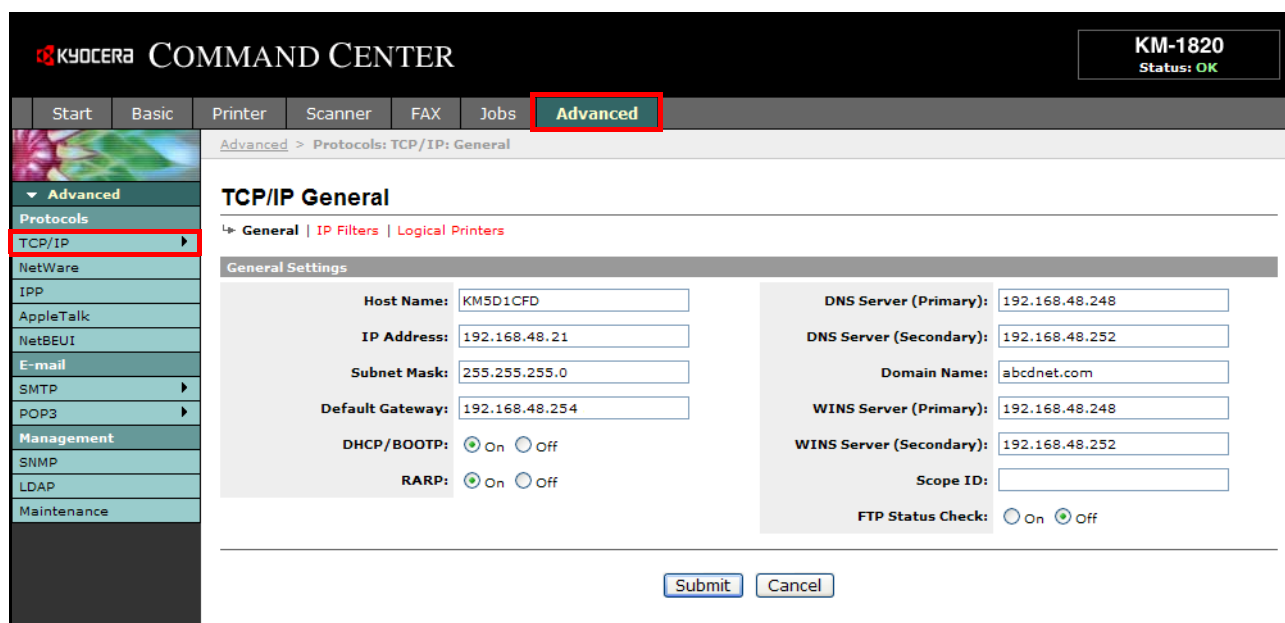 KYOCERA COMMAND CENTER
KM-1820
Status: OK
Start Basic Printer Scanner FAX Jobs Advanced
Advanced > Protocols: TCP/IP: General
Advanced
Protocols
TCP/IP
NetWare
IPP
AppleTalk
NetBEUI
E-mail
SMTP
POP3
Management
SNMP
LDAP
Maintenance
TCP/IP General
General | IP Filters | Logical Printers
General Settings
Host Name: KM5D1CFD
IP Address: 192.168.48.21
Subnet Mask: 255.255.255.0
Default Gateway: 192.168.48.254
DHCP/BOOTP: On Off
RARP: On Off
DNS Server (Primary): 192.168.48.248
DNS Server (Secondary): 192.168.48.252
Domain Name: abcdnet.com
WINS Server (Primary): 192.168.48.248
WINS Server (Secondary): 192.168.48.252
Scope ID:
FTP Status Check: On Off
Submit Cancel